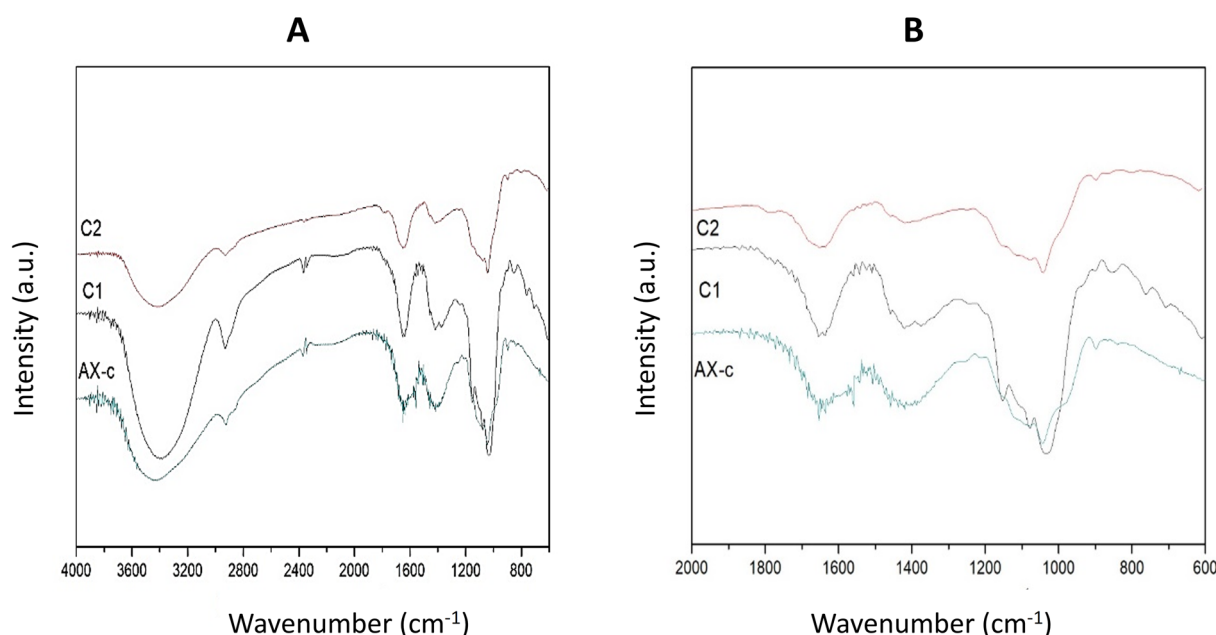 A
B
Intensity (a.u.)
C2
C1
AX-c
4000 3600 3200 2800 2400 2000 1600 1200 800
Wavenumber (cm-1)
Intensity (a.u.)
C2
C1
AX-c
2000 1800 1600 1400 1200 1000 800 600
Wavenumber (cm-1)